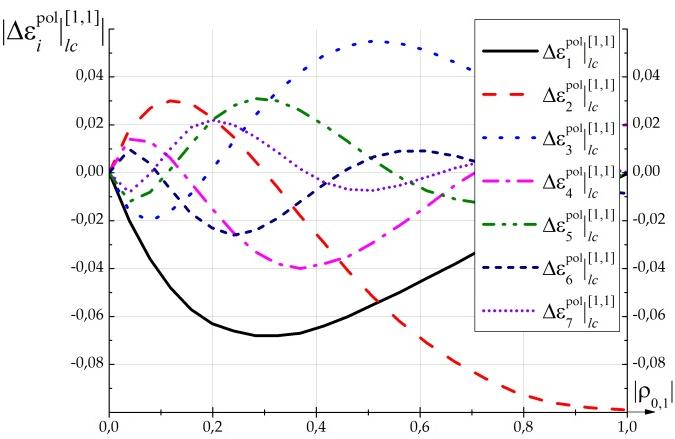 |Δε_i^pol|_lc^[1,1]|
0,04 0,04
0,02 0,02
0,00 0,00
-0,02 -0,02
-0,04 -0,04
-0,06 -0,06
-0,08 -0,08
Δε_1^pol|_lc^[1,1]
Δε_2^pol|_lc^[1,1]
Δε_3^pol|_lc^[1,1]
Δε_4^pol|_lc^[1,1]
Δε_5^pol|_lc^[1,1]
Δε_6^pol|_lc^[1,1]
Δε_7^pol|_lc^[1,1]
|ρ_0,1|
0,0 0,2 0,4 0,6 0,8 1,0